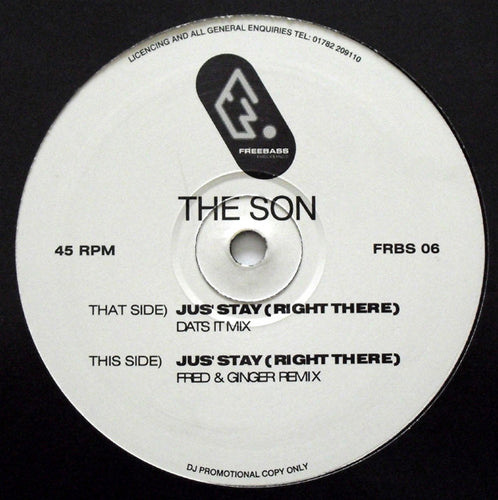 LICENCING AND ALL GENERAL ENQUIRIES TEL: 01782 209110
FREEBASS
THE SON
45 RPM
FRBS 06
THAT SIDE) JUS' STAY (RIGHT THERE)
DATS IT MIX
THIS SIDE) JUS' STAY (RIGHT THERE)
FRED & GINGER REMIX
DJ PROMOTIONAL COPY ONLY